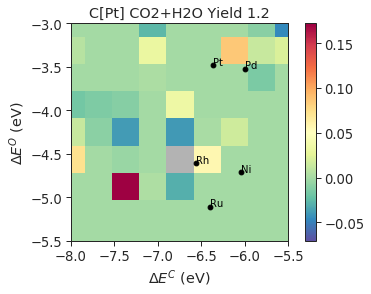 C[Pt] CO2+H2O Yield 1.2
−3.0
−3.5
−4.0
−4.5
−5.0
−5.5
ΔE^O (eV)
Pt
Pd
Rh
Ni
Ru
−8.0 −7.5 −7.0 −6.5 −6.0 −5.5
ΔE^C (eV)
0.15
0.10
0.05
0.00
−0.05